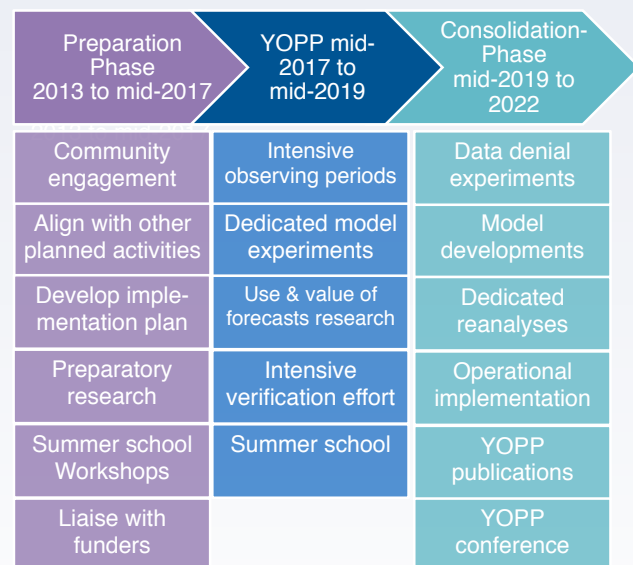 Preparation
Phase
2013 to mid-2017
YOPP mid-
2017 to
mid-2019
Consolidation-
Phase
mid-2019 to
2022
Community
engagement
Align with other
planned activities
Develop imple-
mentation plan
Preparatory
research
Summer school
Workshops
Liaise with
funders
Intensive
observing periods
Dedicated model
experiments
Use & value of
forecasts research
Intensive
verification effort
Summer school
Data denial
experiments
Model
developments
Dedicated
reanalyses
Operational
implementation
YOPP
publications
YOPP
conference